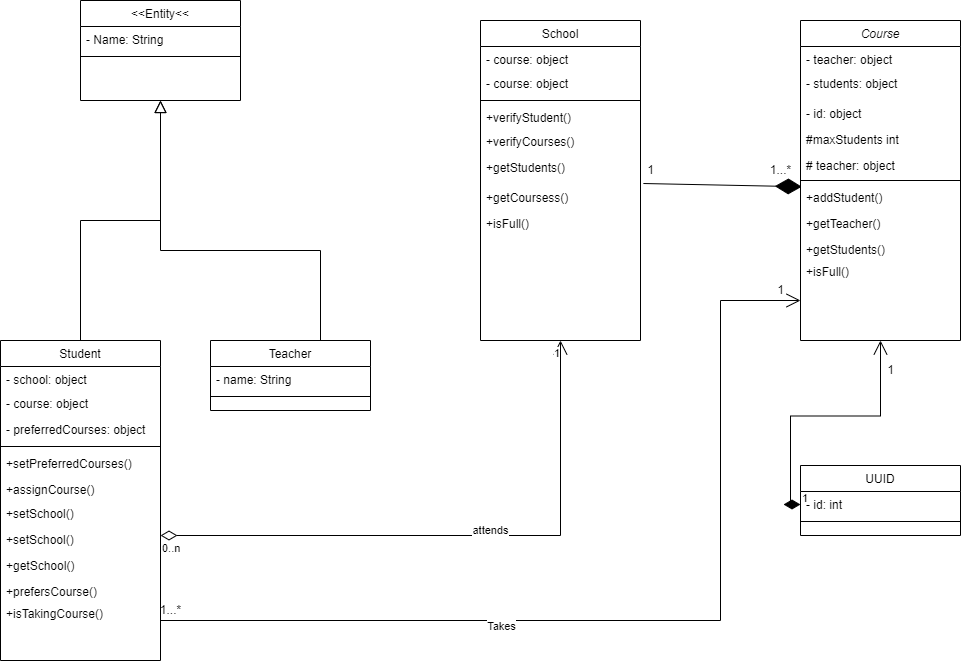 <<Entity<<
- Name: String
School
- course: object
- course: object
+verifyStudent()
+verifyCourses()
+getStudents()
+getCoursess()
+isFull()
Course
- teacher: object
- students: object
- id: object
#maxStudents int
# teacher: object
+addStudent()
+getTeacher()
+getStudents()
+isFull()
1
1...*
1
1
1
Student
- school: object
- course: object
- preferredCourses: object
+setPreferredCourses()
+assignCourse()
+setSchool()
+setSchool()
+getSchool()
+prefersCourse()
+isTakingCourse()
Teacher
- name: String
UUID
1
- id: int
attends
0..n
1...*
Takes